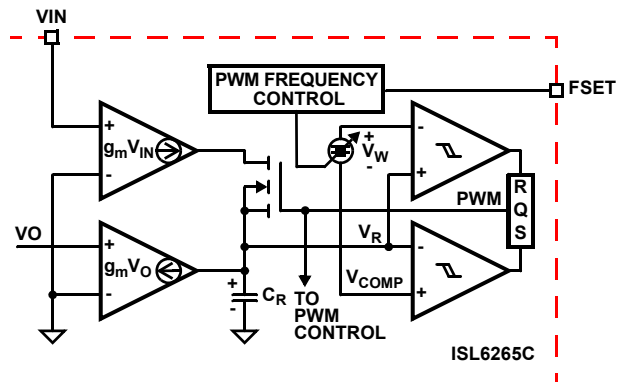 VIN
PWM FREQUENCY
CONTROL
FSET
+
gmVIN
-
+
VW
-
-
+
R
Q
S
PWM
VO
+
gmVO
-
VR
-
VCOMP
+
+
CR
-
TO
PWM
CONTROL
ISL6265C